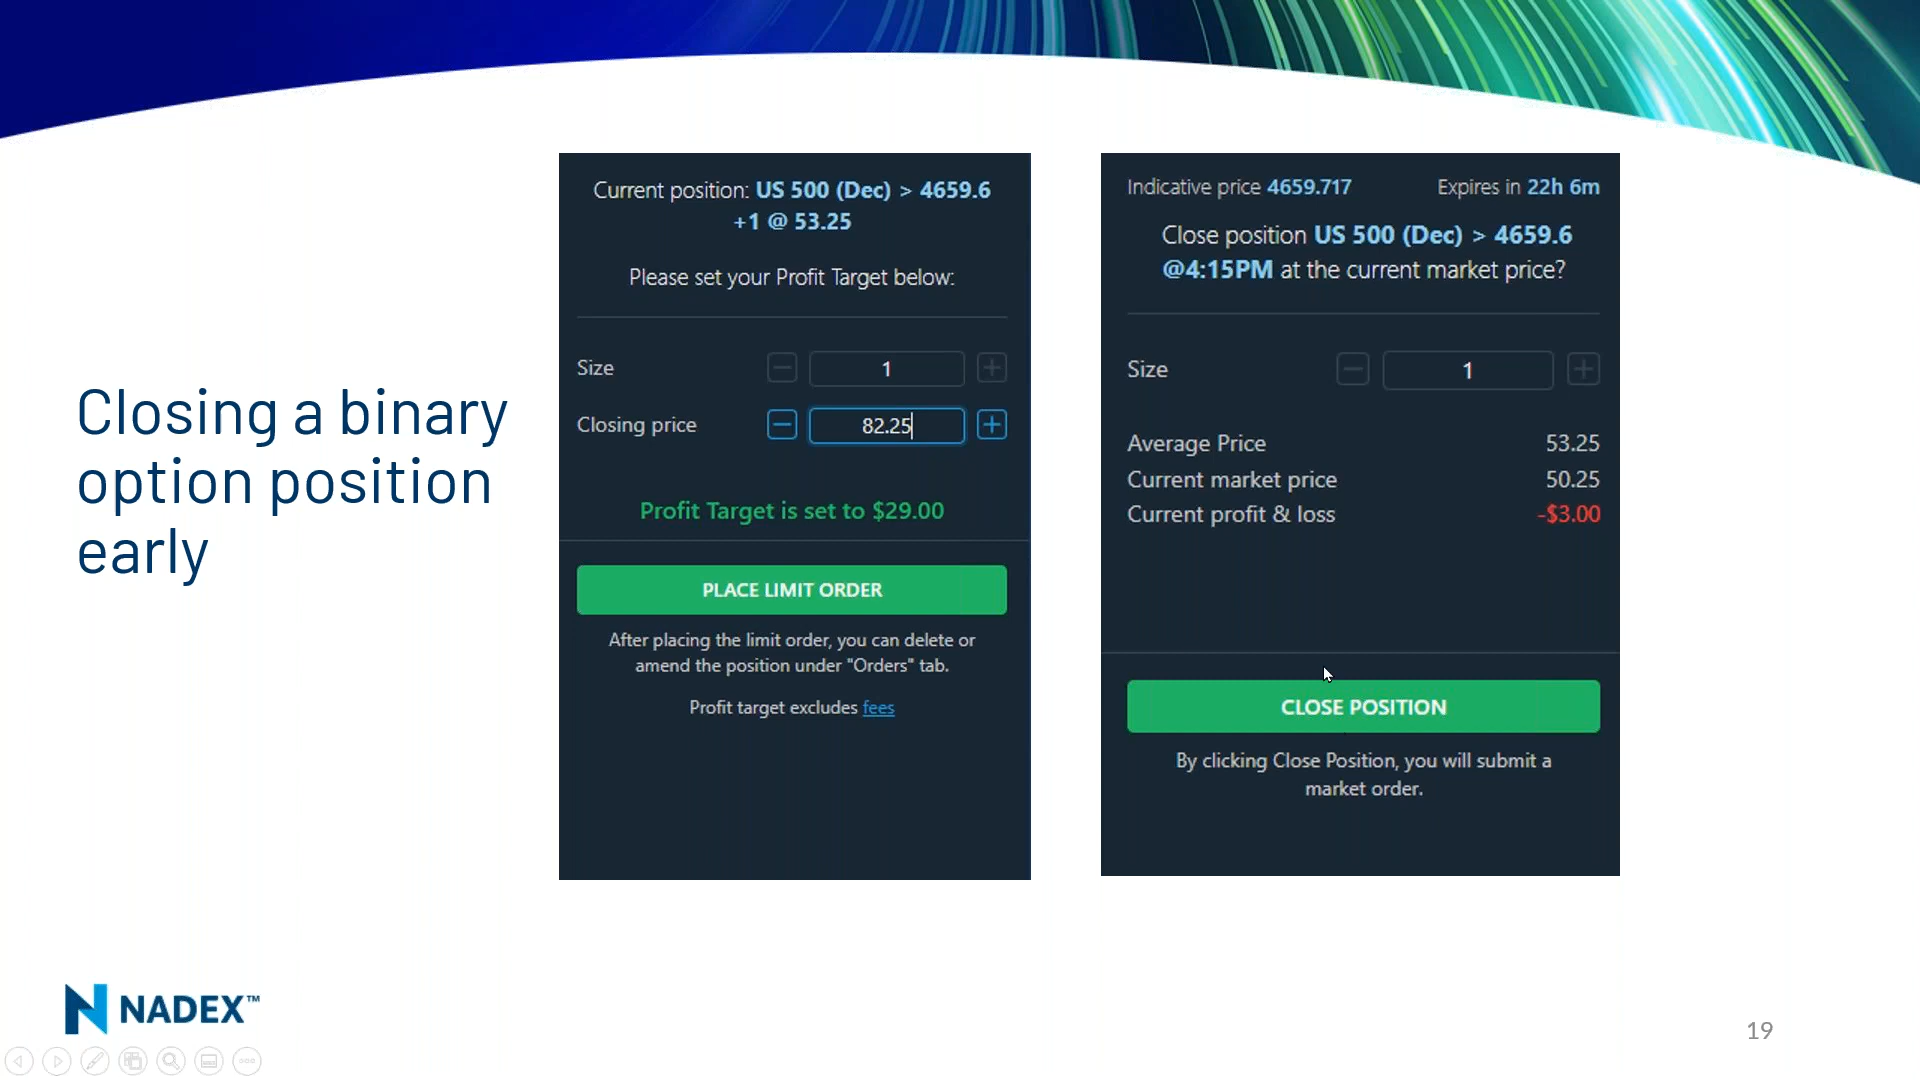 Closing a binary
option position
early
Current position: US 500 (Dec) > 4659.6
+1 @ 53.25
Please set your Profit Target below:
Size 1
Closing price 82.25
Profit Target is set to $29.00
PLACE LIMIT ORDER
After placing the limit order, you can delete or
amend the position under "Orders" tab.
Profit target excludes fees
Indicative price 4659.717 Expires in 22h 6m
Close position US 500 (Dec) > 4659.6
@4:15PM at the current market price?
Size 1
Average Price 53.25
Current market price 50.25
Current profit & loss -$3.00
CLOSE POSITION
By clicking Close Position, you will submit a
market order.
NADEX™
19